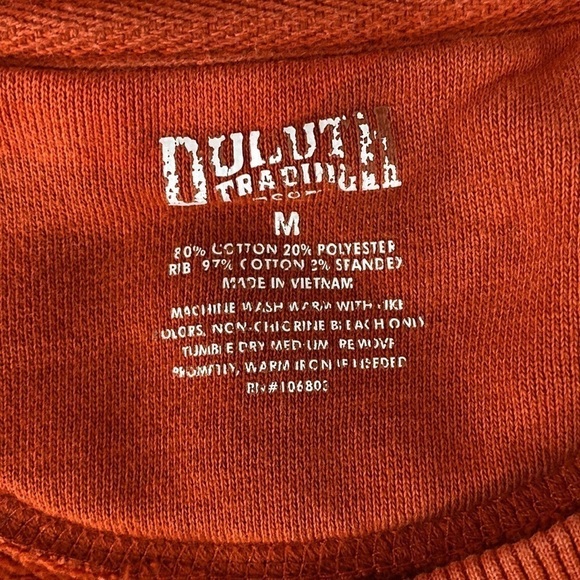 DULUTH
TRADING
CO
M
80% COTTON 20% POLYESTER
RIB 97% COTTON 3% SPANDEX
MADE IN VIETNAM
MACHINE WASH WARM WITH LIKE
COLORS. NON-CHLORINE BLEACH ONLY
TUMBLE DRY MEDIUM. REMOVE
PROMPTLY, WARM IRON IF NEEDED
RN#106803